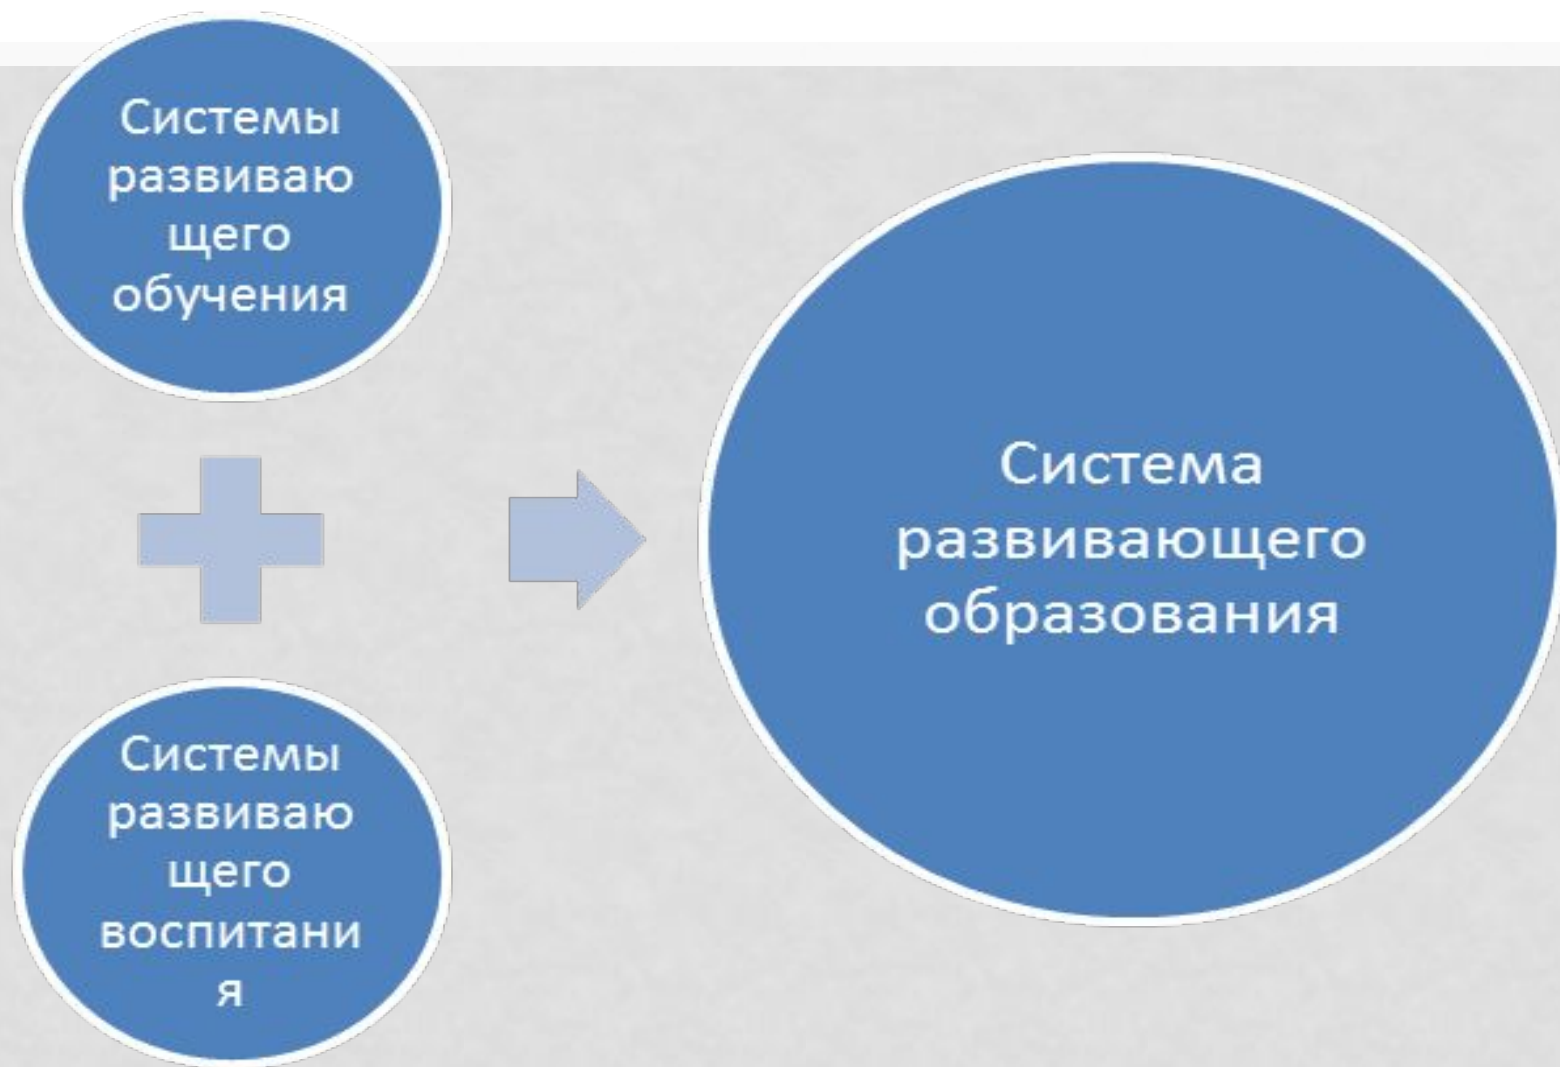 Системы
развиваю
щего
обучения
Системы
развиваю
щего
воспитани
я
Система
развивающего
образования